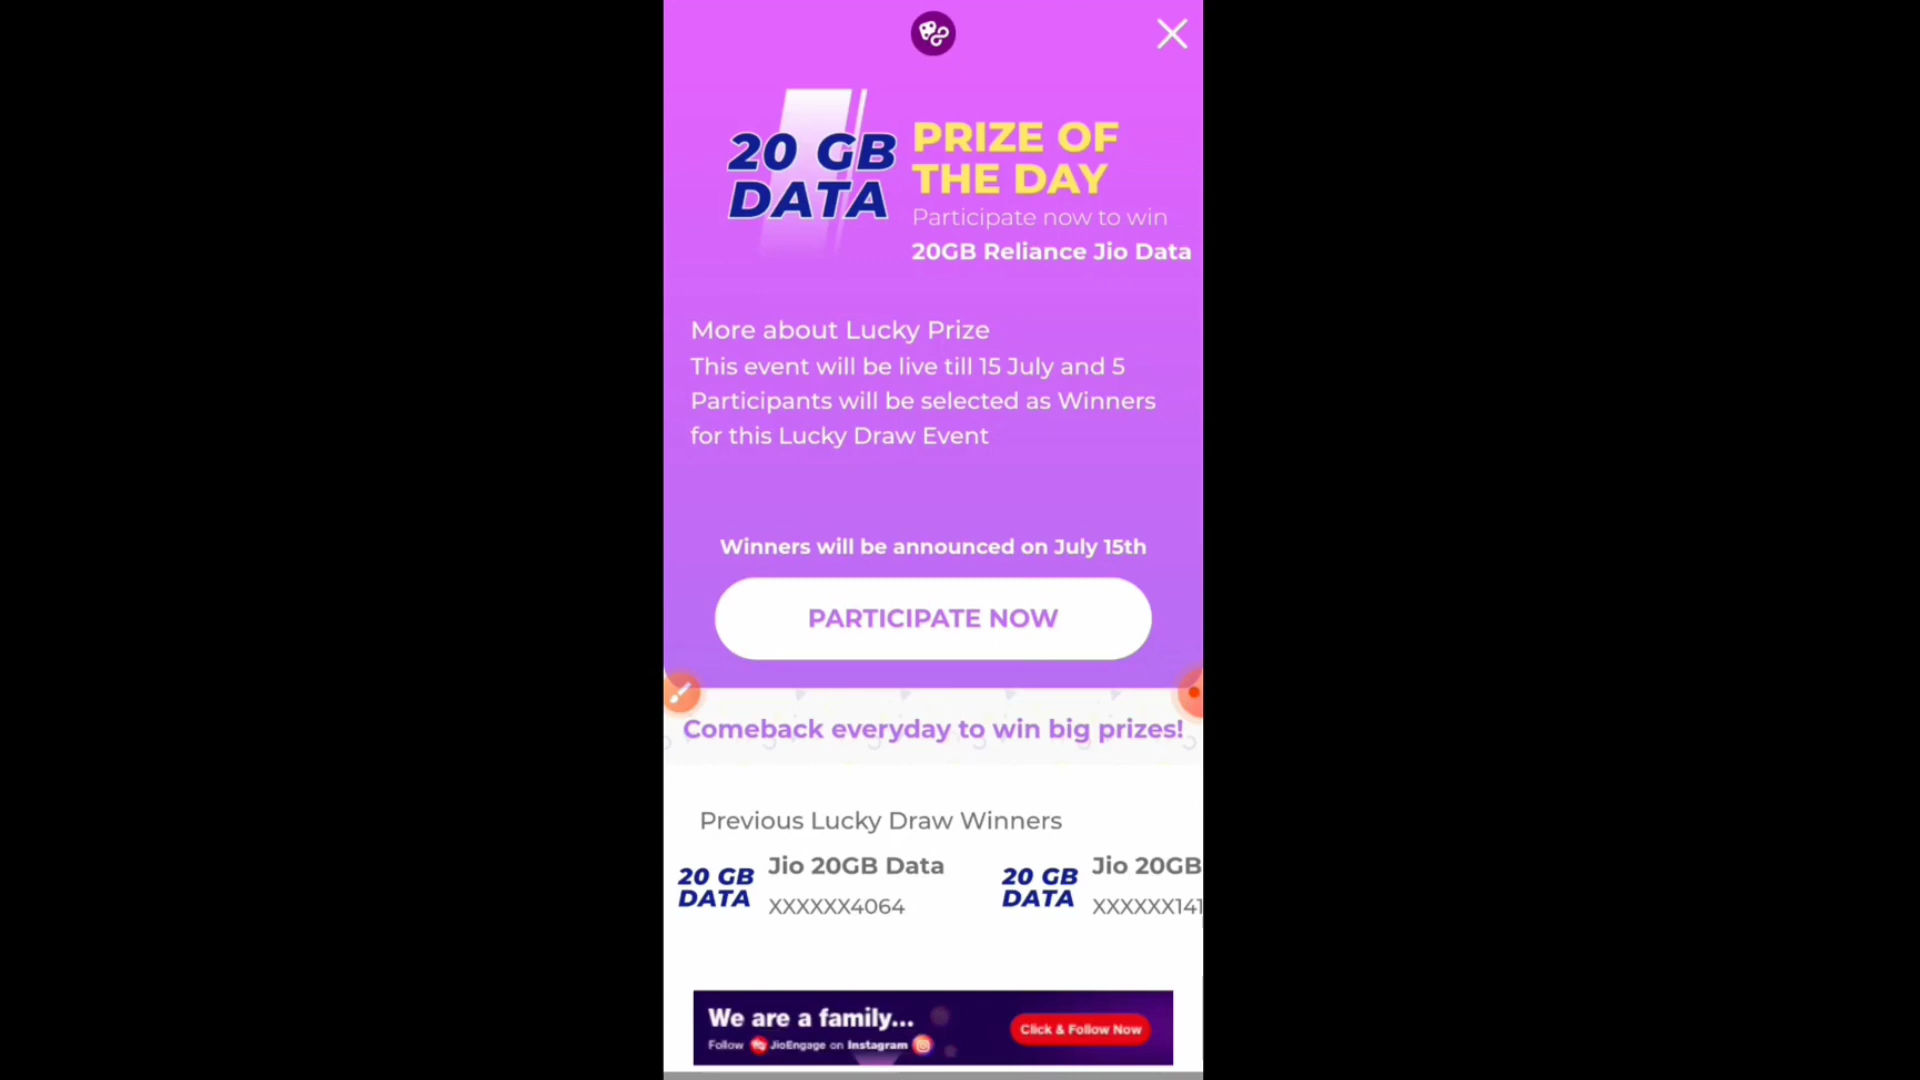 20 GB
DATA
PRIZE OF
THE DAY
Participate now to win
20GB Reliance Jio Data
More about Lucky Prize
This event will be live till 15 July and 5
Participants will be selected as Winners
for this Lucky Draw Event
Winners will be announced on July 15th
PARTICIPATE NOW
Comeback everyday to win big prizes!
Previous Lucky Draw Winners
20 GB
DATA
Jio 20GB Data
XXXXXX4064
20 GB
DATA
Jio 20GB
XXXXXX141
We are a family...
Follow JioEngage on Instagram
Click & Follow Now